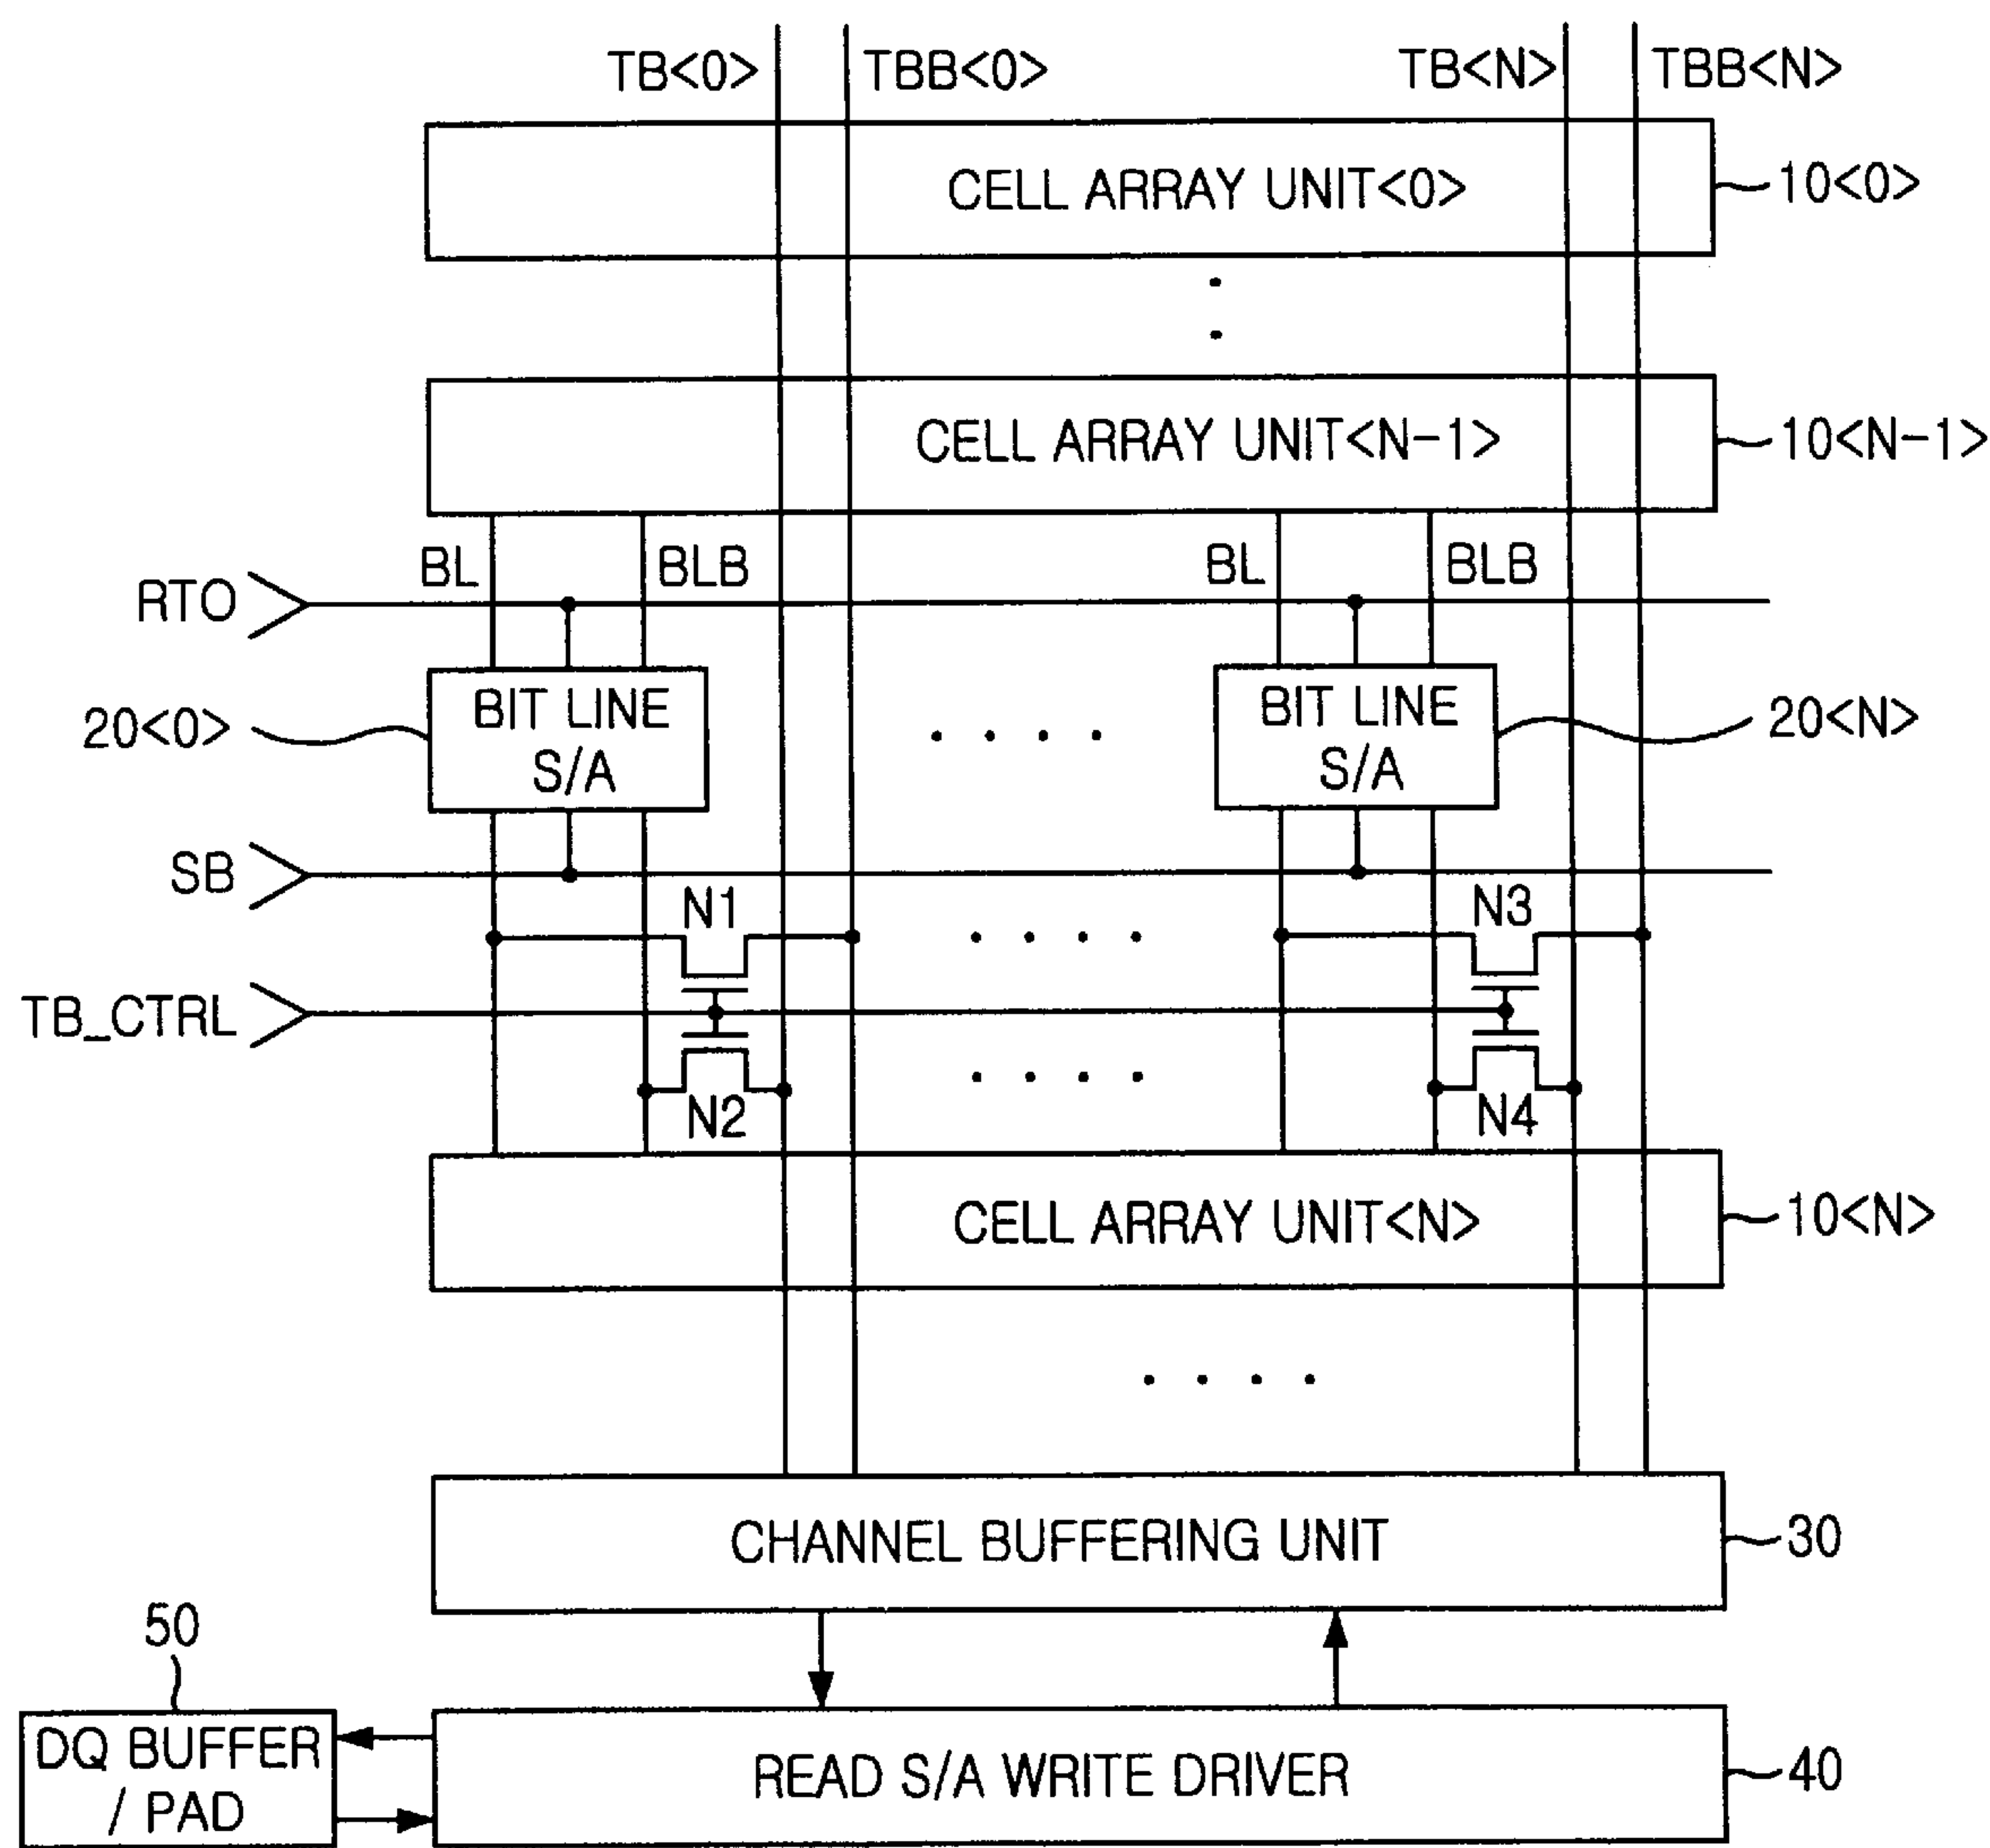 TB<0>
TBB<0>
TB<N>
TBB<N>
CELL ARRAY UNIT<0>
10<0>
CELL ARRAY UNIT<N-1>
10<N-1>
BL
BLB
BL
BLB
RTO
BIT LINE
S/A
BIT LINE
S/A
20<0>
20<N>
SB
N1
N3
TB_CTRL
N2
N4
CELL ARRAY UNIT<N>
10<N>
CHANNEL BUFFERING UNIT
30
50
DQ BUFFER
/ PAD
READ S/A WRITE DRIVER
40